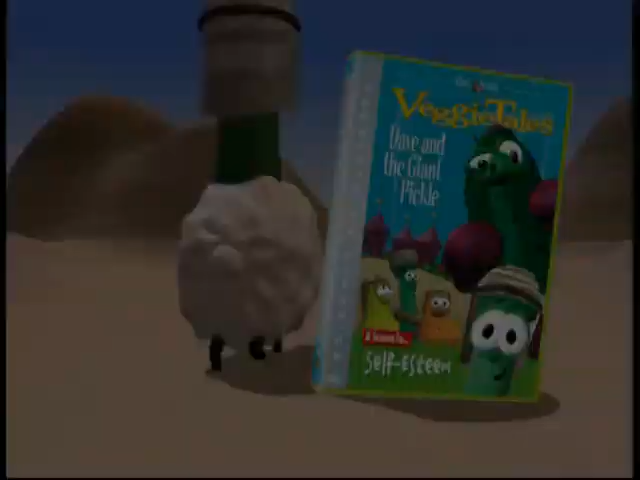 VeggieTales
Dave and
the Giant
Pickle
A lesson in...
Self-Esteem